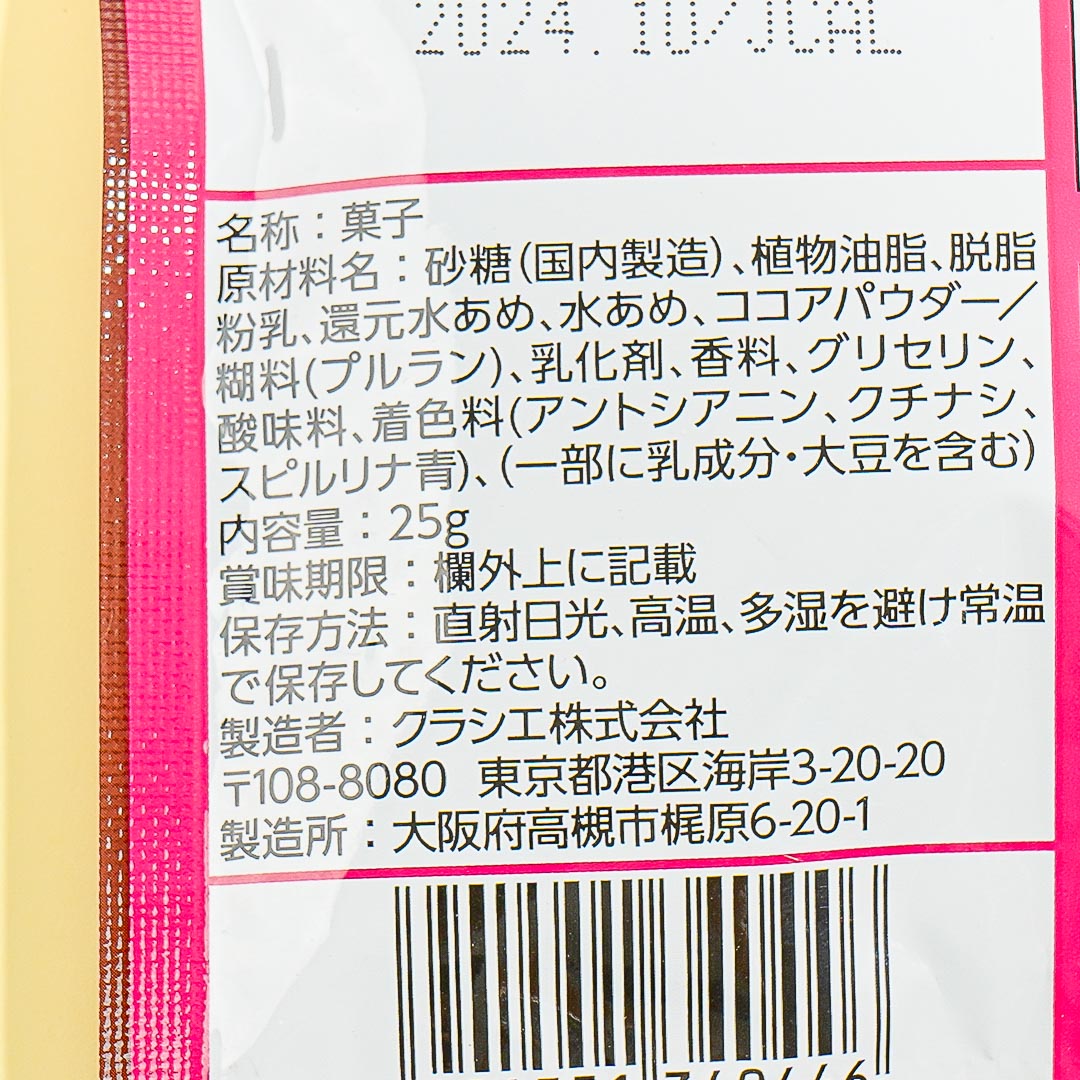 2024.10/JCAL
名称：菓子
原材料名：砂糖(国内製造)、植物油脂、脱脂
粉乳、還元水あめ、水あめ、ココアパウダー／
糊料(プルラン)、乳化剤、香料、グリセリン、
酸味料、着色料(アントシアニン、クチナシ、
スピルリナ青)、(一部に乳成分・大豆を含む)
内容量：25g
賞味期限：欄外上に記載
保存方法：直射日光、高温、多湿を避け常温
で保存してください。
製造者：クラシエ株式会社
〒108-8080 東京都港区海岸3-20-20
製造所：大阪府高槻市梶原6-20-1